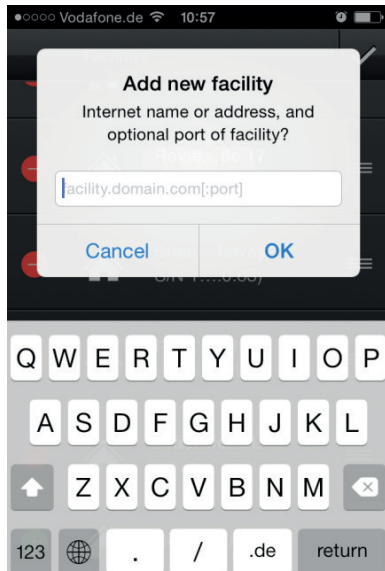 Vodafone.de 10:57
Add new facility
Internet name or address, and
optional port of facility?
facility.domain.com[:port]
Cancel OK
Q W E R T Y U I O P
A S D F G H J K L
Z X C V B N M
123 . / .de return